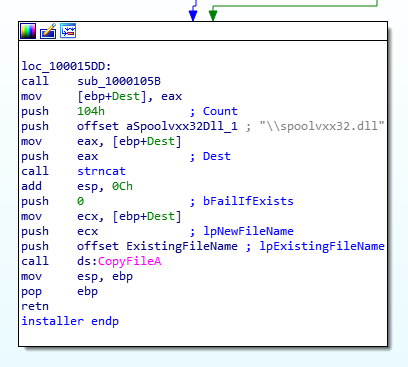 loc_100015DD:
call sub_1000105B
mov [ebp+Dest], eax
push 104h ; Count
push offset aSpoolvxx32Dll_1 ; "\\spoolvxx32.dll"
mov eax, [ebp+Dest]
push eax ; Dest
call strncat
add esp, 0Ch
push 0 ; bFailIfExists
mov ecx, [ebp+Dest]
push ecx ; lpNewFileName
push offset ExistingFileName ; lpExistingFileName
call ds:CopyFileA
mov esp, ebp
pop ebp
retn
installer endp